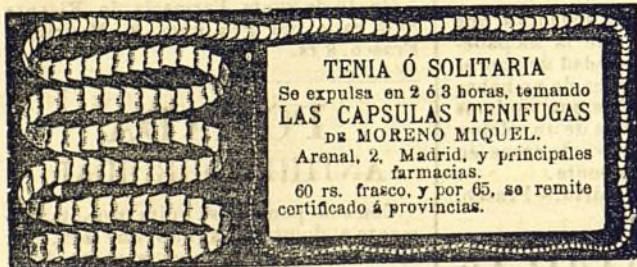 TENIA Ó SOLITARIA
Se expulsa en 2 ó 3 horas, tomando
LAS CAPSULAS TENIFUGAS
DE MORENO MIQUEL.
Arenal, 2, Madrid, y principales
farmacias.
60 rs. frasco, y por 65, se remite
certificado á provincias.